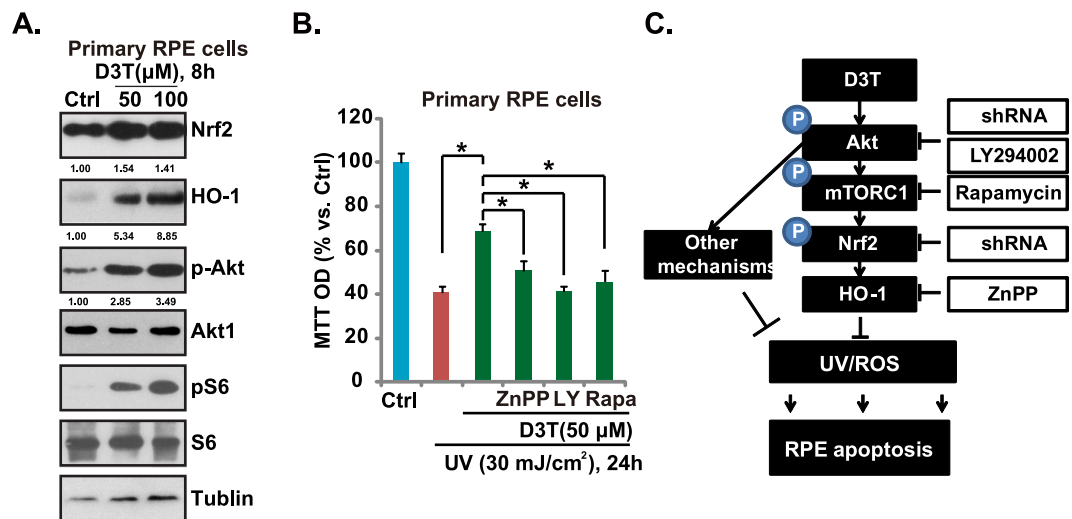 A.
Primary RPE cells
D3T(μM), 8h
Ctrl 50 100
Nrf2
1.00 1.54 1.41
HO-1
1.00 5.34 8.85
p-Akt
1.00 2.85 3.49
Akt1
pS6
S6
Tublin
B.
Primary RPE cells
MTT OD (% vs. Ctrl)
120
100
80
60
40
20
0
* * * *
Ctrl ZnPP LY Rapa
D3T(50 μM)
UV (30 mJ/cm²), 24h
C.
D3T
P
Akt
shRNA
LY294002
P
mTORC1
Rapamycin
P
Nrf2
shRNA
Other
mechanisms
HO-1
ZnPP
UV/ROS
RPE apoptosis